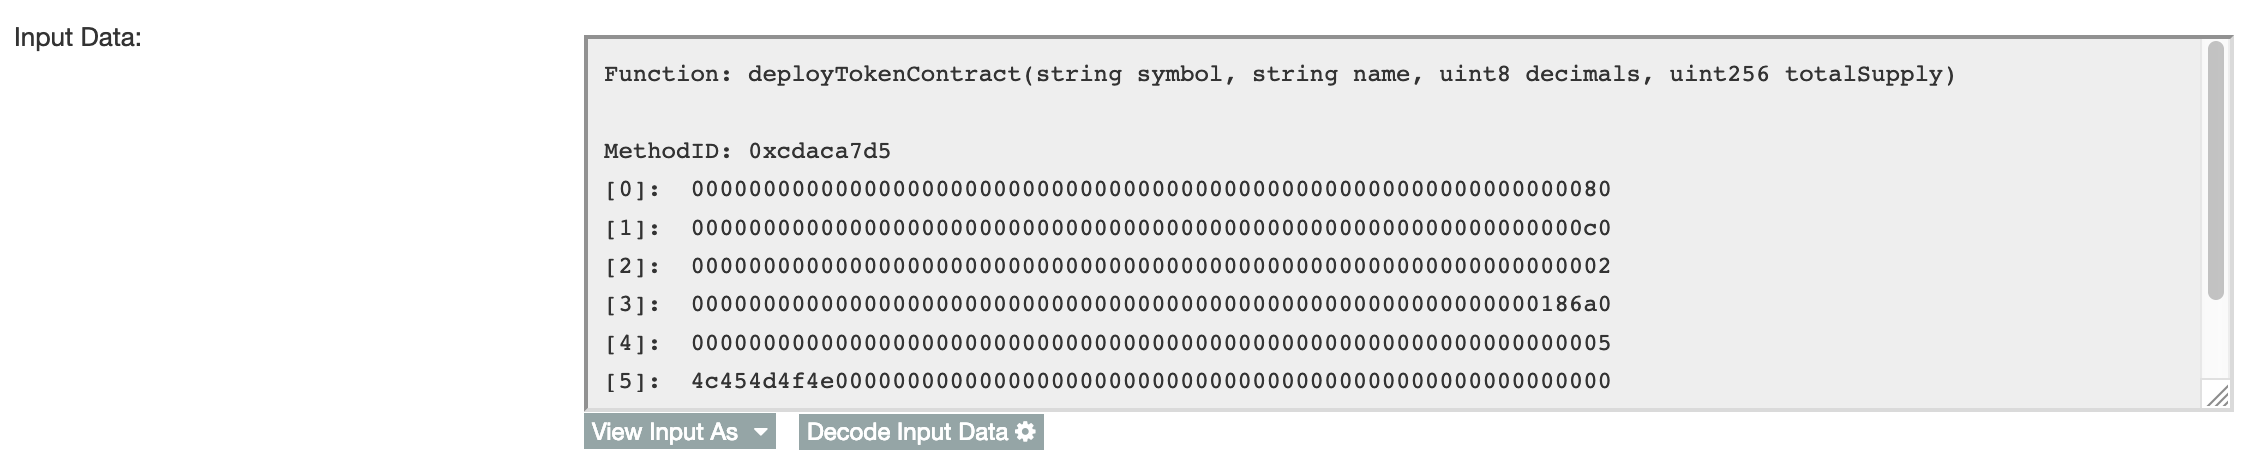 Input Data:
Function: deployTokenContract(string symbol, string name, uint8 decimals, uint256 totalSupply)
MethodID: 0xcdaca7d5
[0]: 0000000000000000000000000000000000000000000000000000000000000080
[1]: 00000000000000000000000000000000000000000000000000000000000000c0
[2]: 0000000000000000000000000000000000000000000000000000000000000002
[3]: 00000000000000000000000000000000000000000000000000000000000186a0
[4]: 0000000000000000000000000000000000000000000000000000000000000005
[5]: 4c454d4f4e000000000000000000000000000000000000000000000000000000
View Input As
Decode Input Data